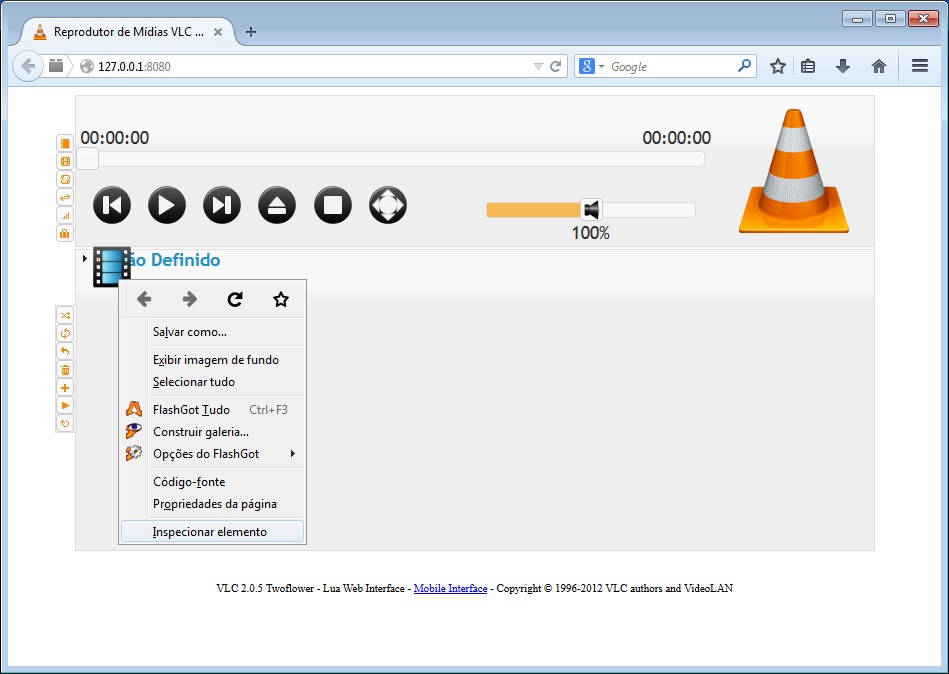 Reprodutor de Mídias VLC ...
127.0.0.1:8080
Google
00:00:00 00:00:00
100%
ão Definido
Salvar como...
Exibir imagem de fundo
Selecionar tudo
FlashGot Tudo Ctrl+F3
Construir galeria...
Opções do FlashGot
Código-fonte
Propriedades da página
Inspecionar elemento
VLC 2.0.5 Twoflower - Lua Web Interface - Mobile Interface - Copyright © 1996-2012 VLC authors and VideoLAN